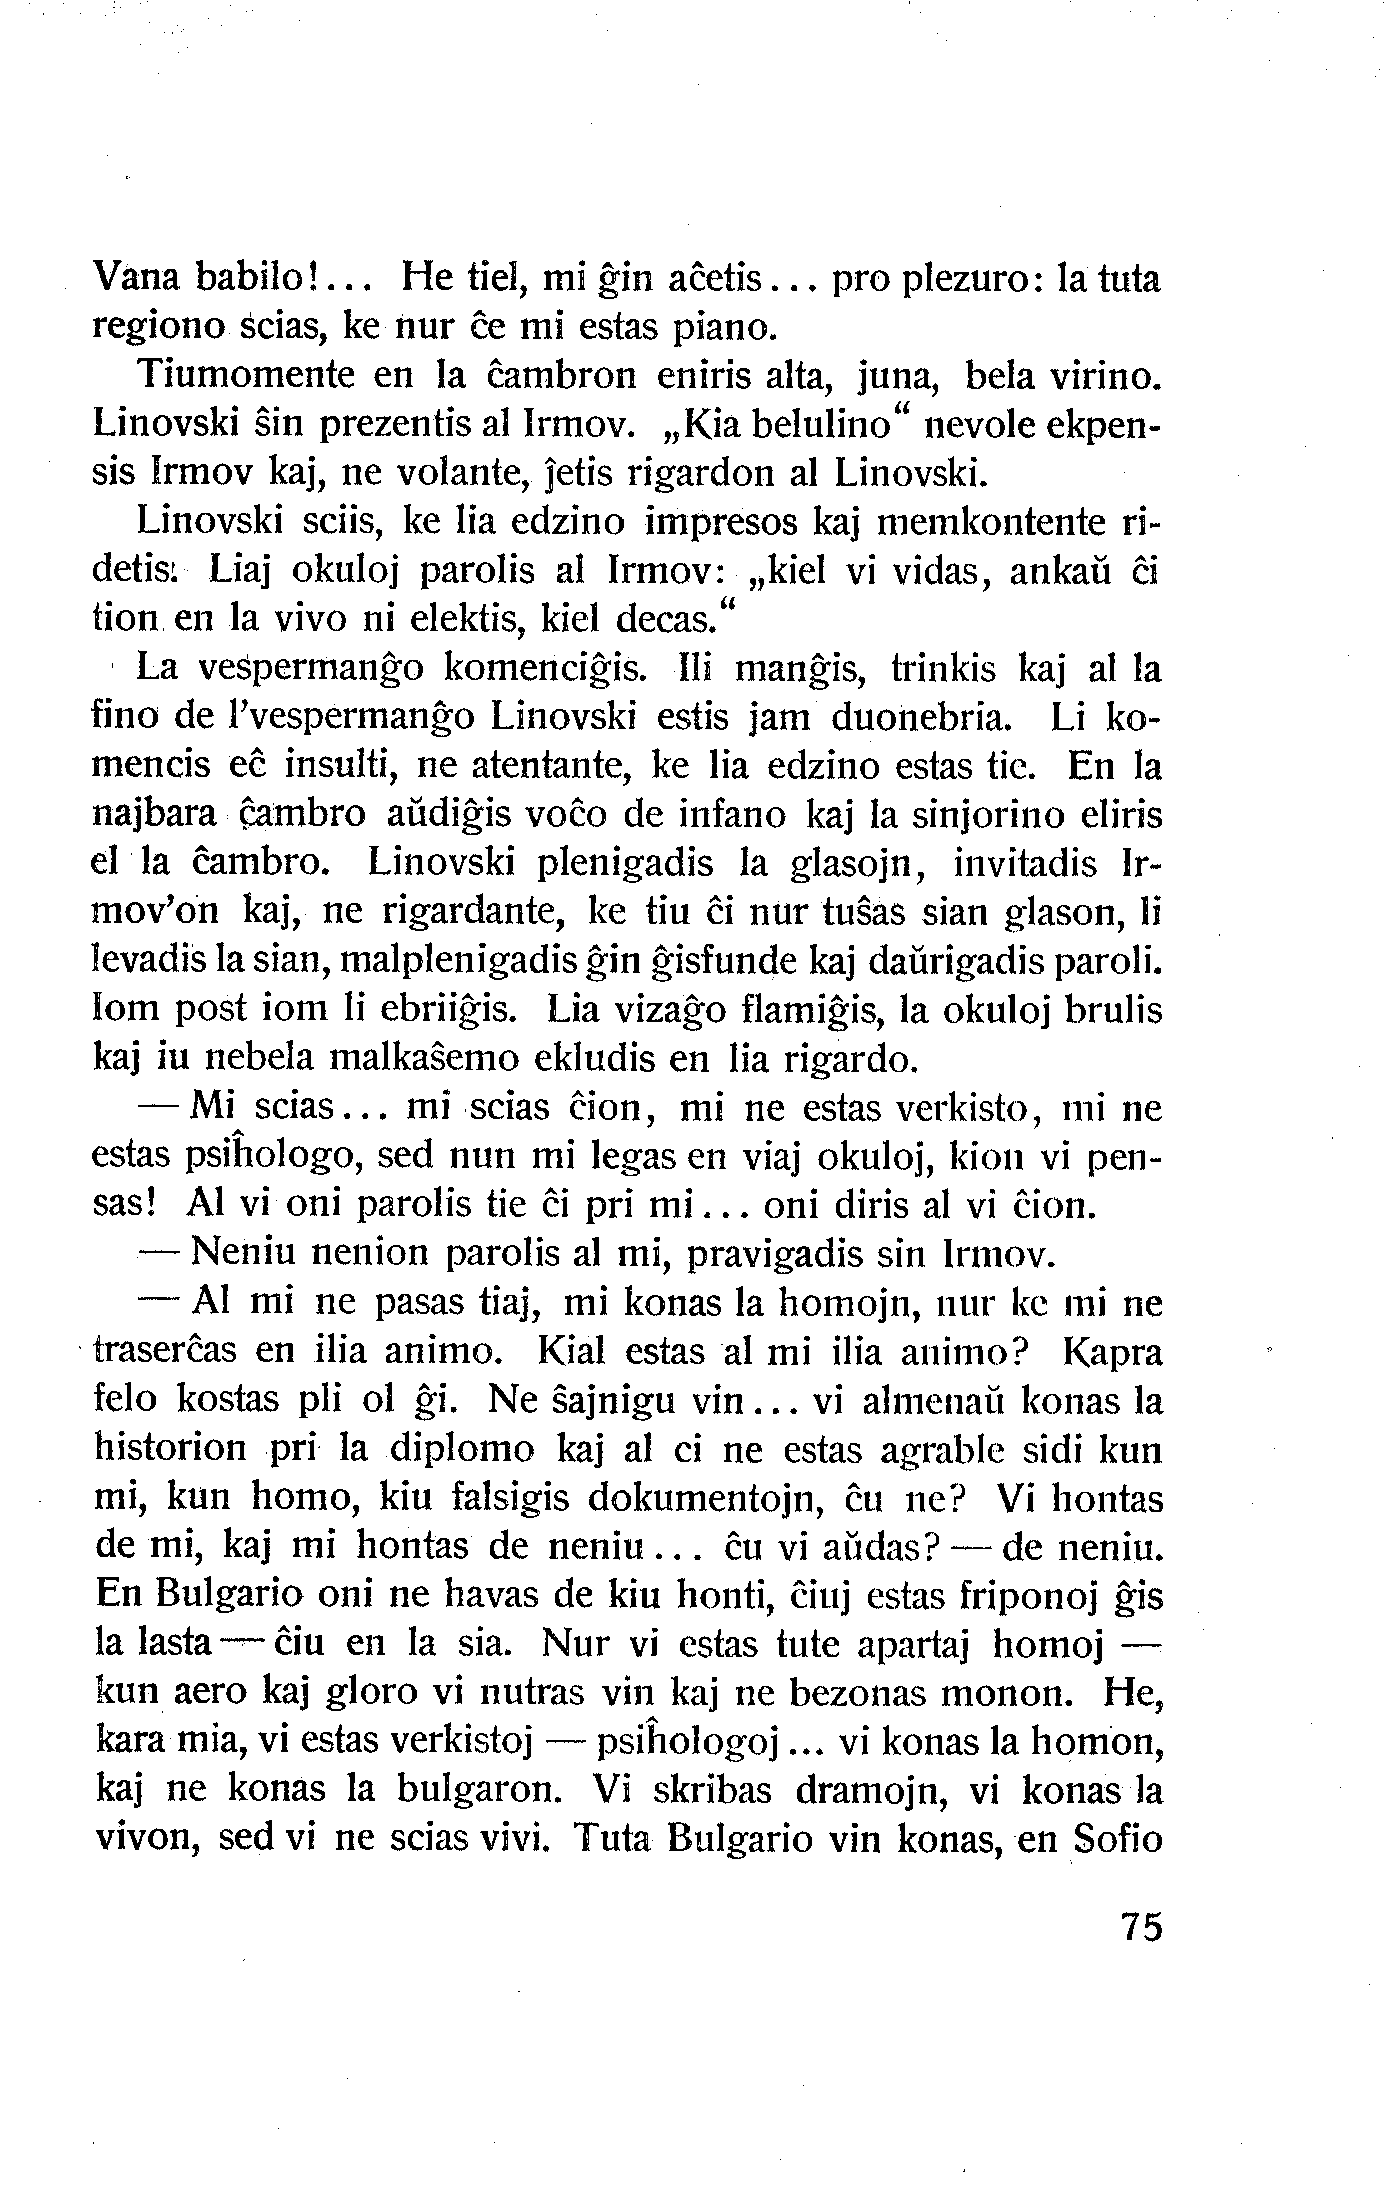 Vana babilo!... He tiel, mi ĝin aĉetis... pro plezuro: la tuta
regiono scias, ke nur ĉe mi estas piano.
Tiumomente en la ĉambron eniris alta, juna, bela virino.
Linovski ŝin prezentis al Irmov. „Kia belulino“ nevole ekpen-
sis Irmov kaj, ne volante, ĵetis rigardon al Linovski.
Linovski sciis, ke lia edzino impresos kaj memkontente ri-
detis. Liaj okuloj parolis al Irmov: „kiel vi vidas, ankaŭ ĉi
tion en la vivo ni elektis, kiel decas.“
La vespermanĝo komenciĝis. Ili manĝis, trinkis kaj al la
fino de l'vespermanĝo Linovski estis jam duonebria. Li ko-
mencis eĉ insulti, ne atentante, ke lia edzino estas tie. En la
najbara ĉambro aŭdiĝis voĉo de infano kaj la sinjorino eliris
el la ĉambro. Linovski plenigadis la glasojn, invitadis Ir-
mov'on kaj, ne rigardante, ke tiu ĉi nur tuŝas sian glason, li
levadis la sian, malplenigadis ĝin ĝisfunde kaj daŭrigadis paroli.
Iom post iom li ebriiĝis. Lia vizaĝo flamiĝis, la okuloj brulis
kaj iu nebela malkaŝemo ekludis en lia rigardo.
— Mi scias... mi scias ĉion, mi ne estas verkisto, mi ne
estas psiĥologo, sed nun mi legas en viaj okuloj, kion vi pen-
sas! Al vi oni parolis tie ĉi pri mi... oni diris al vi ĉion.
— Neniu nenion parolis al mi, pravigadis sin Irmov.
— Al mi ne pasas tiaj, mi konas la homojn, nur ke mi ne
traserĉas en ilia animo. Kial estas al mi ilia animo? Kapra
felo kostas pli ol ĝi. Ne ŝajnigu vin... vi almenaŭ konas la
historion pri la diplomo kaj al ci ne estas agrable sidi kun
mi, kun homo, kiu falsigis dokumentojn, ĉu ne? Vi hontas
de mi, kaj mi hontas de neniu... ĉu vi aŭdas? — de neniu.
En Bulgario oni ne havas de kiu honti, ĉiuj estas friponoj ĝis
la lasta — ĉiu en la sia. Nur vi estas tute apartaj homoj —
kun aero kaj gloro vi nutras vin kaj ne bezonas monon. He,
kara mia, vi estas verkistoj — psiĥologoj... vi konas la homon,
kaj ne konas la bulgaron. Vi skribas dramojn, vi konas la
vivon, sed vi ne scias vivi. Tuta Bulgario vin konas, en Sofio
75